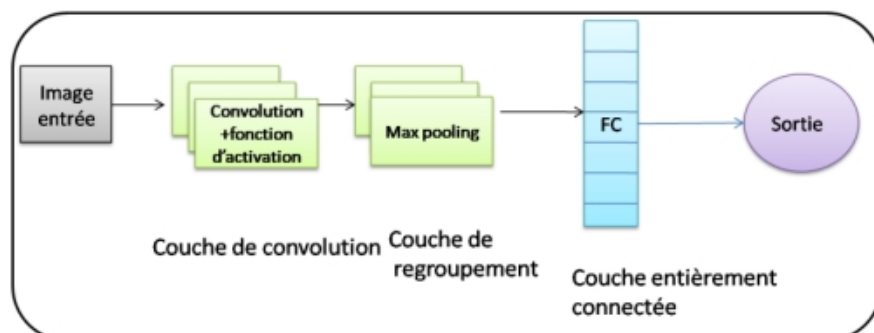 Image
entrée
Convolution
+fonction
d'activation
Max pooling
FC
Sortie
Couche de convolution
Couche de
regroupement
Couche entièrement
connectée